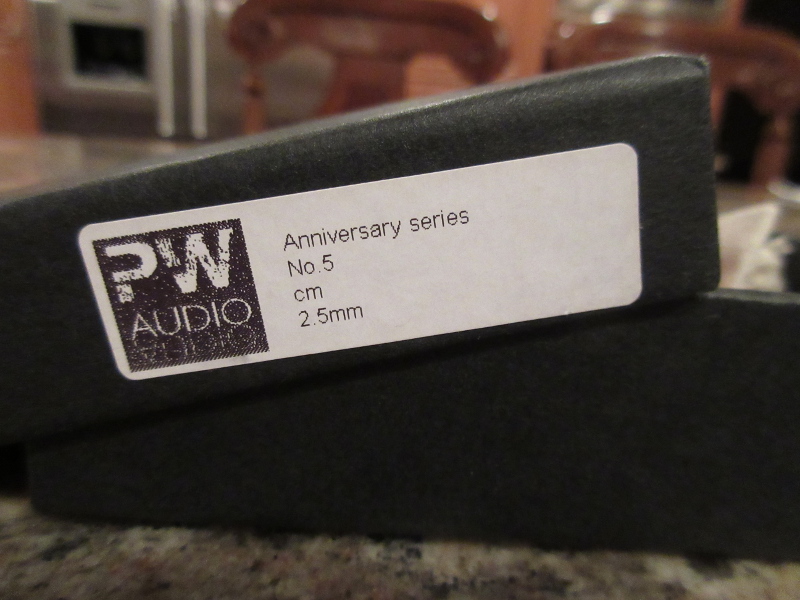 PW
AUDIO
Anniversary series
No.5
cm
2.5mm